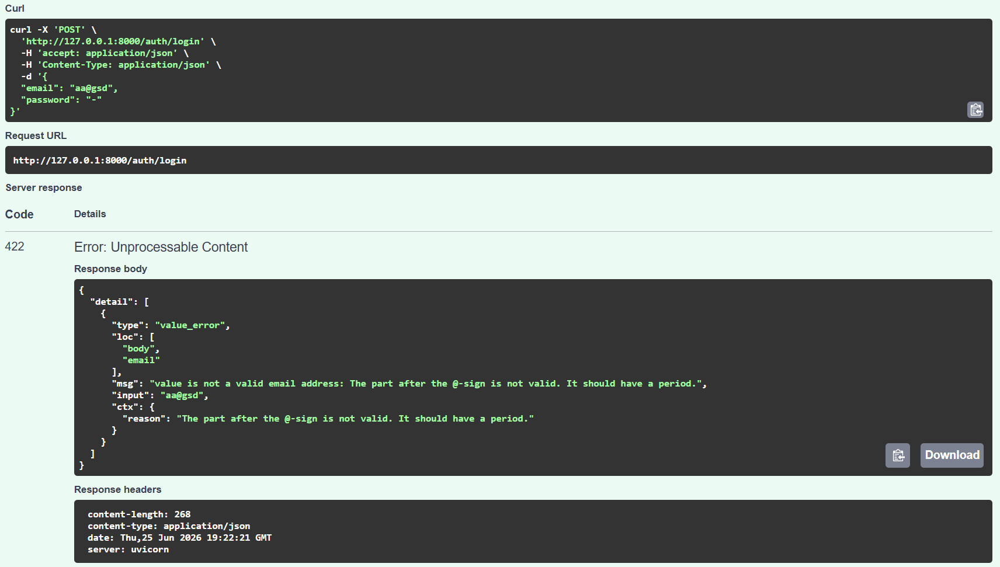 Curl
curl -X 'POST' \
  'http://127.0.0.1:8000/auth/login' \
  -H 'accept: application/json' \
  -H 'Content-Type: application/json' \
  -d '{
  "email": "aa@gsd",
  "password": "-"
}'
Request URL
http://127.0.0.1:8000/auth/login
Server response
Code Details
422 Error: Unprocessable Content
Response body
{
  "detail": [
    {
      "type": "value_error",
      "loc": [
        "body",
        "email"
      ],
      "msg": "value is not a valid email address: The part after the @-sign is not valid. It should have a period.",
      "input": "aa@gsd",
      "ctx": {
        "reason": "The part after the @-sign is not valid. It should have a period."
      }
    }
  ]
}
Download
Response headers
content-length: 268
content-type: application/json
date: Thu,25 Jun 2026 19:22:21 GMT
server: uvicorn